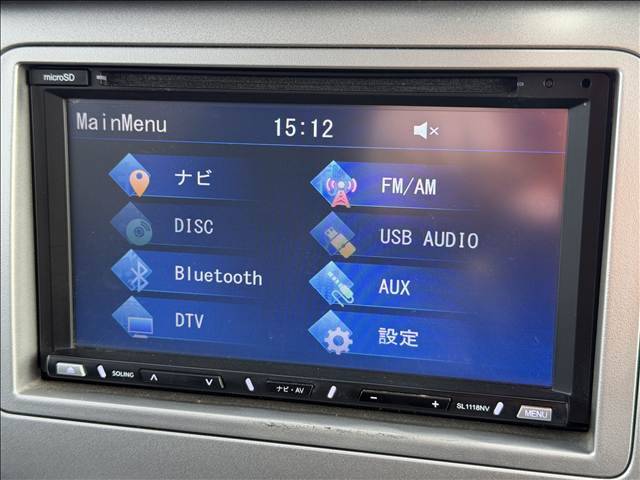 microSD
MainMenu 15:12
ナビ FM/AM
DISC USB AUDIO
Bluetooth AUX
DTV 設定
SOLING ナビ・AV − + SL1118NV MENU